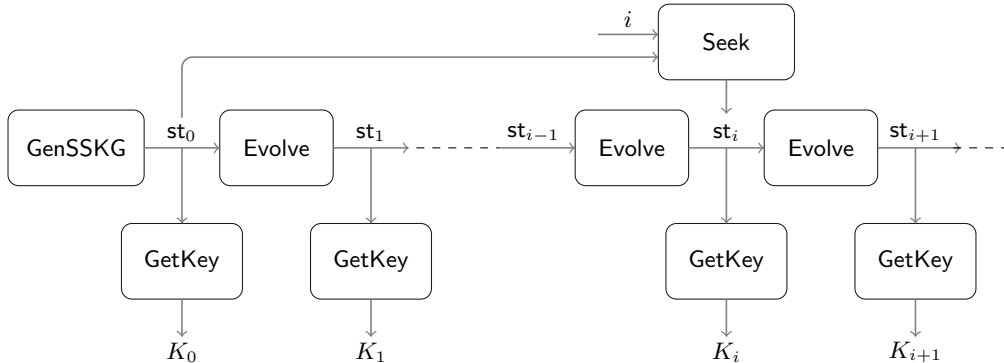 i
Seek
st₀ st₁ stᵢ₋₁ stᵢ stᵢ₊₁
GenSSKG Evolve Evolve Evolve
GetKey GetKey GetKey GetKey
K₀ K₁ Kᵢ Kᵢ₊₁